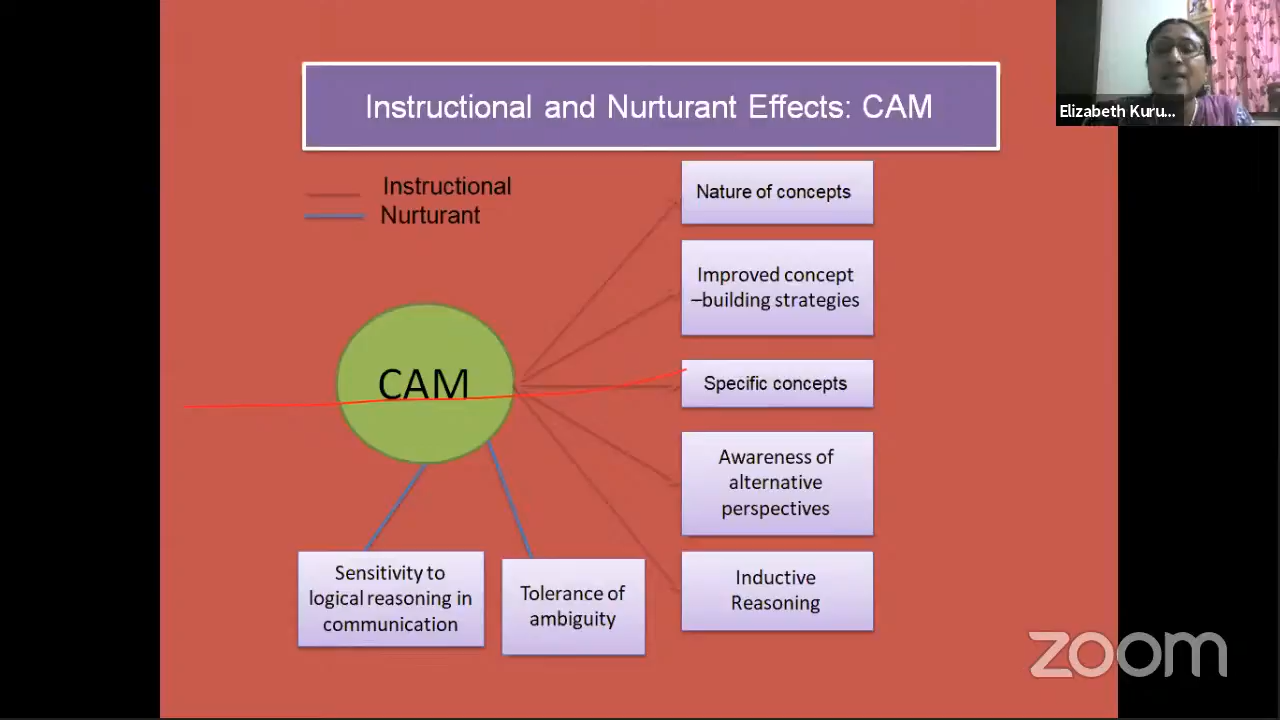 Instructional and Nurturant Effects: CAM
Elizabeth Kuru...
Instructional
Nurturant
Nature of concepts
Improved concept
–building strategies
CAM
Specific concepts
Awareness of
alternative
perspectives
Sensitivity to
logical reasoning in
communication
Tolerance of
ambiguity
Inductive
Reasoning
zoom